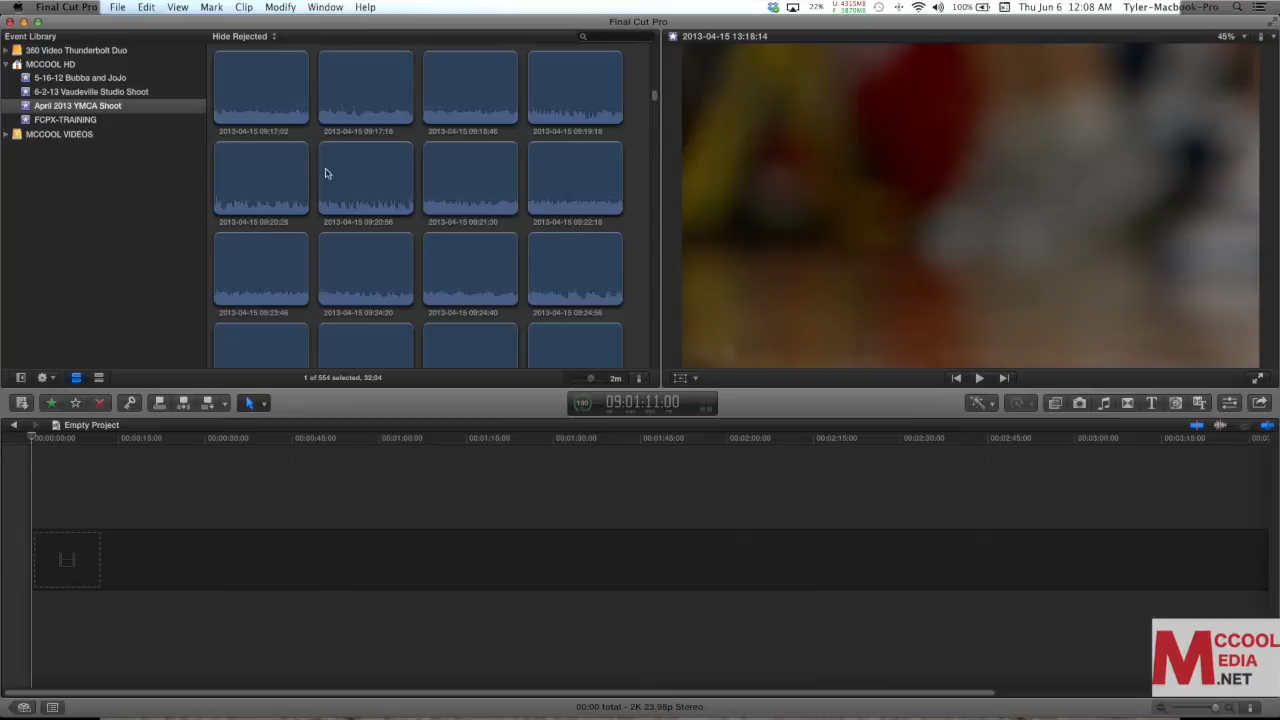 Final Cut Pro File Edit View Mark Clip Modify Window Help 22% U: 4315MB F: 3870MB 100% Thu Jun 6 12:08 AM Tyler-Macbook-Pro
Final Cut Pro
Event Library
Hide Rejected
2013-04-15 13:18:14
45%
360 Video Thunderbolt Duo
MCCOOL HD
5-16-12 Bubba and JoJo
6-2-13 Vaudeville Studio Shoot
April 2013 YMCA Shoot
FCPX-TRAINING
MCCOOL VIDEOS
2013-04-15 09:17:02 2013-04-15 09:17:18 2013-04-15 09:18:46 2013-04-15 09:19:18
2013-04-15 09:20:28 2013-04-15 09:20:56 2013-04-15 09:21:30 2013-04-15 09:22:18
2013-04-15 09:23:46 2013-04-15 09:24:20 2013-04-15 09:24:40 2013-04-15 09:24:56
1 of 554 selected, 32;04
2m
100 09:01:11:00
Empty Project
00:00:00:00 00:00:15:00 00:00:30:00 00:00:45:00 00:01:00:00 00:01:15:00 00:01:30:00 00:01:45:00 00:02:00:00 00:02:15:00 00:02:30:00 00:02:45:00 00:03:00:00 00:03:15:00
MCCOOL
MEDIA
.NET
00:00 total - 2K 23.98p Stereo